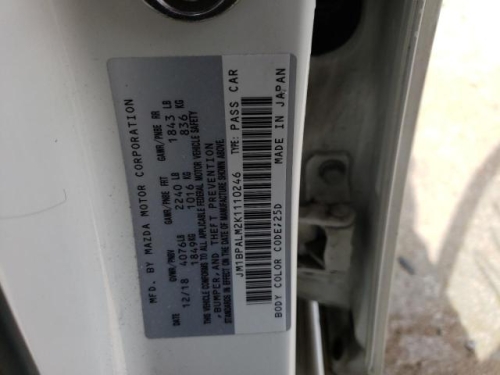 MFD. BY MAZDA MOTOR CORPORATION
DATE GVWR/PNBV GAWR/PNBE FRT GAWR/PNBE RR
12/18 4076LB 2240 LB 1843 LB
1849KG 1016 KG 836 KG
THIS VEHICLE CONFORMS TO ALL APPLICABLE FEDERAL MOTOR VEHICLE SAFETY
, BUMPER, AND THEFT PREVENTION
STANDARDS IN EFFECT ON THE DATE OF MANUFACTURE SHOWN ABOVE.
JM1BPALM2K1110246 TYPE: PASS CAR
BODY COLOR CODE:25D MADE IN JAPAN